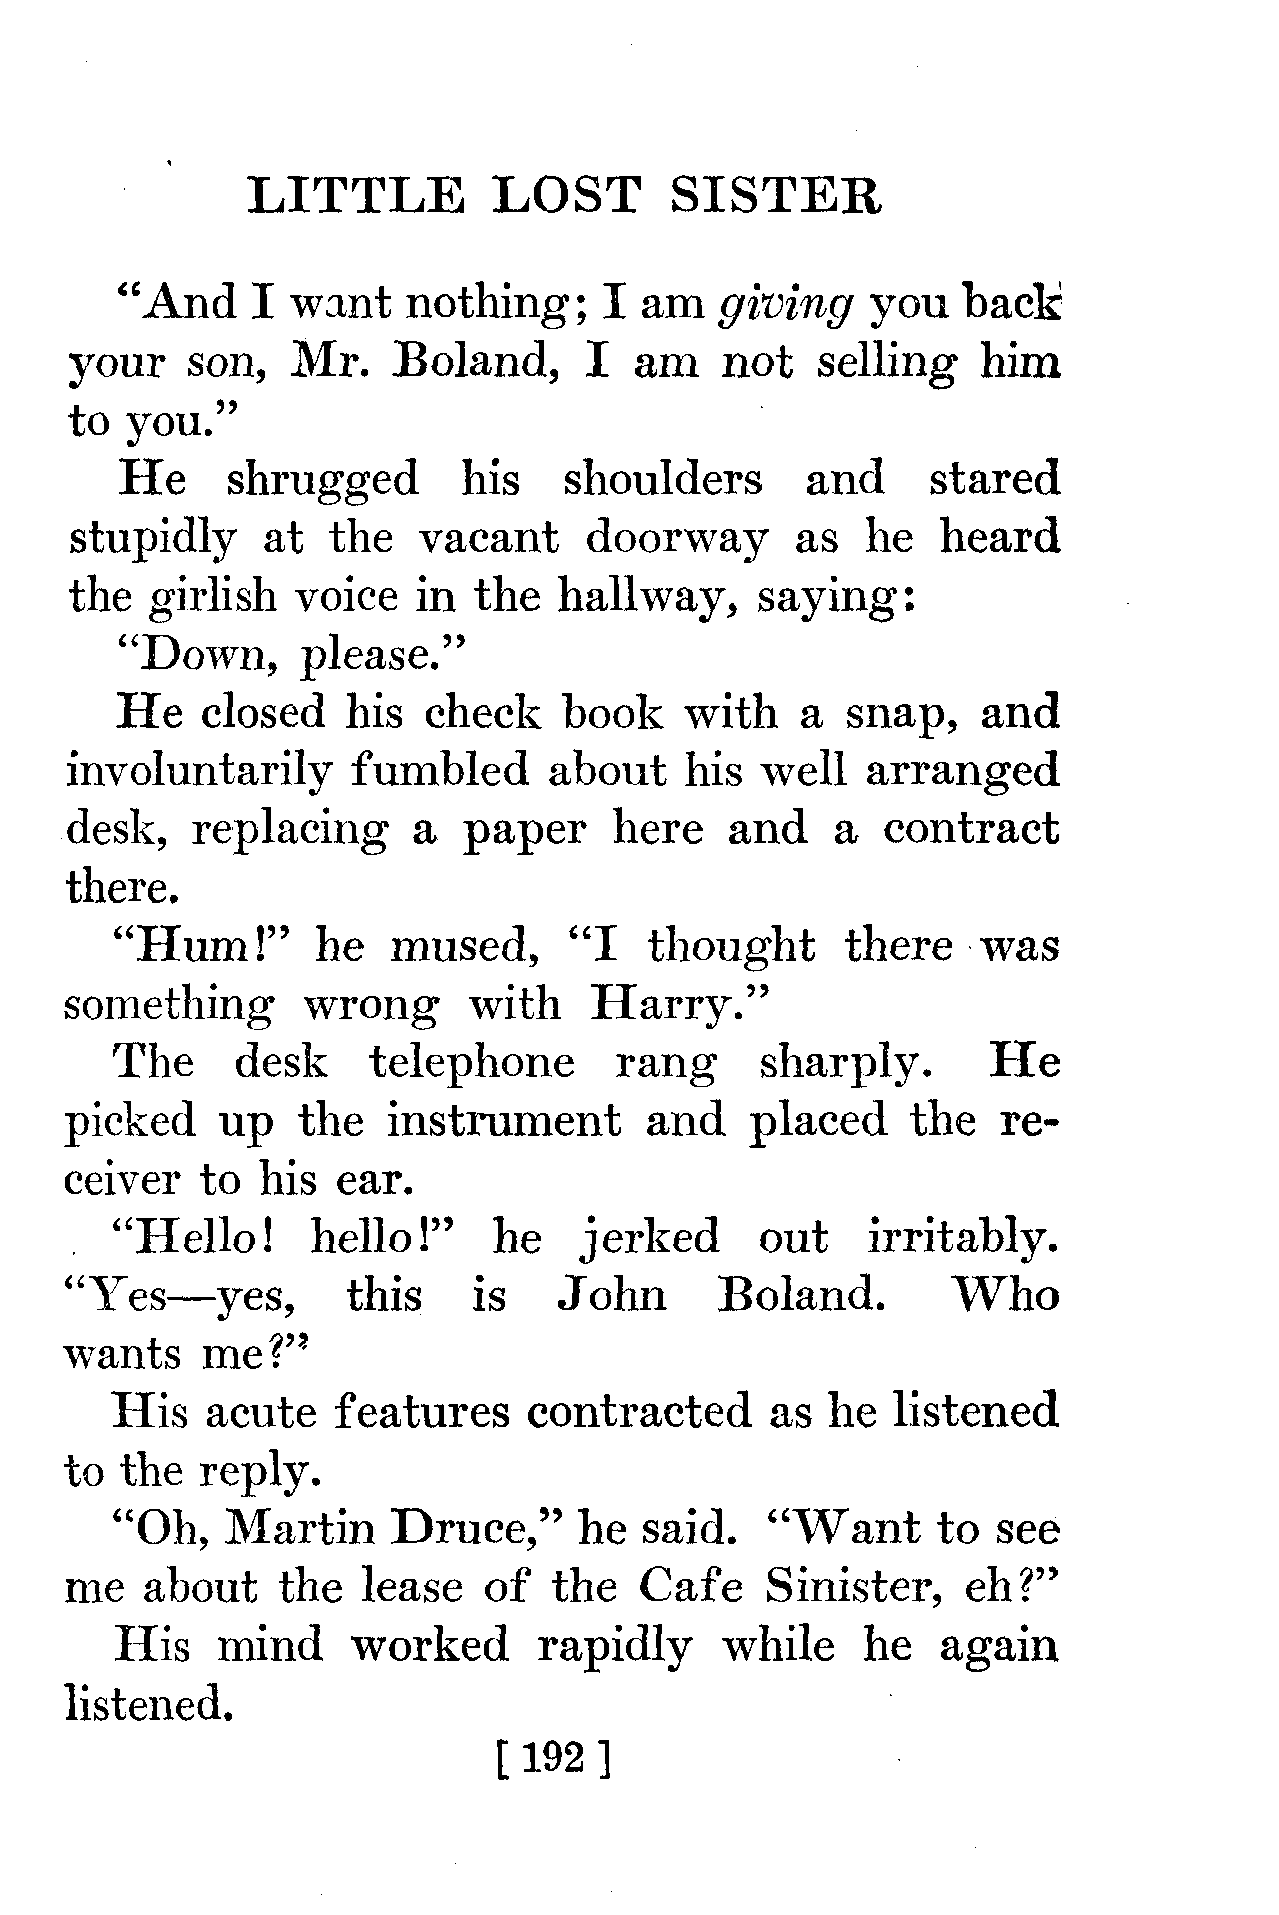 LITTLE LOST SISTER
“And I want nothing; I am giving you back
your son, Mr. Boland, I am not selling him
to you.”
He shrugged his shoulders and stared
stupidly at the vacant doorway as he heard
the girlish voice in the hallway, saying:
“Down, please.”
He closed his check book with a snap, and
involuntarily fumbled about his well arranged
desk, replacing a paper here and a contract
there.
“Hum!” he mused, “I thought there was
something wrong with Harry.”
The desk telephone rang sharply. He
picked up the instrument and placed the re-
ceiver to his ear.
“Hello! hello!” he jerked out irritably.
“Yes—yes, this is John Boland. Who
wants me?”
His acute features contracted as he listened
to the reply.
“Oh, Martin Druce,” he said. “Want to see
me about the lease of the Cafe Sinister, eh?”
His mind worked rapidly while he again
listened.
[ 192 ]